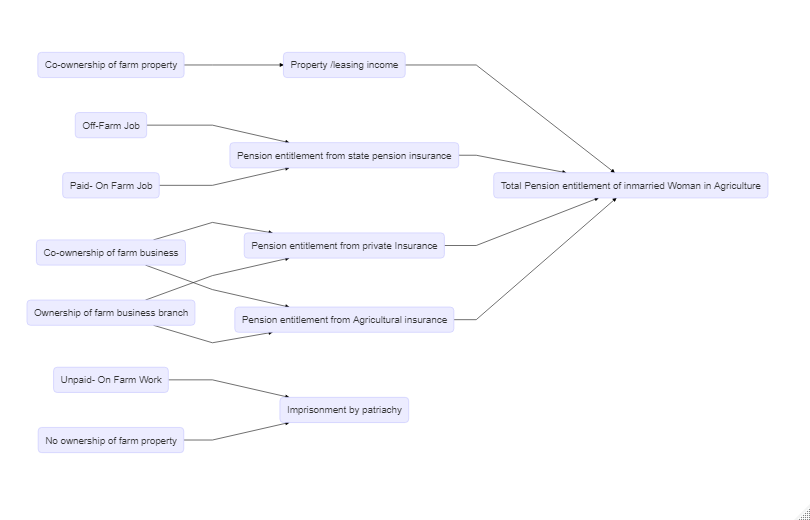 Co-ownership of farm property
Property /leasing income
Off-Farm Job
Pension entitlement from state pension insurance
Paid- On Farm Job
Total Pension entitlement of inmarried Woman in Agriculture
Co-ownership of farm business
Pension entitlement from private Insurance
Ownership of farm business branch
Pension entitlement from Agricultural insurance
Unpaid- On Farm Work
Imprisonment by patriachy
No ownership of farm property